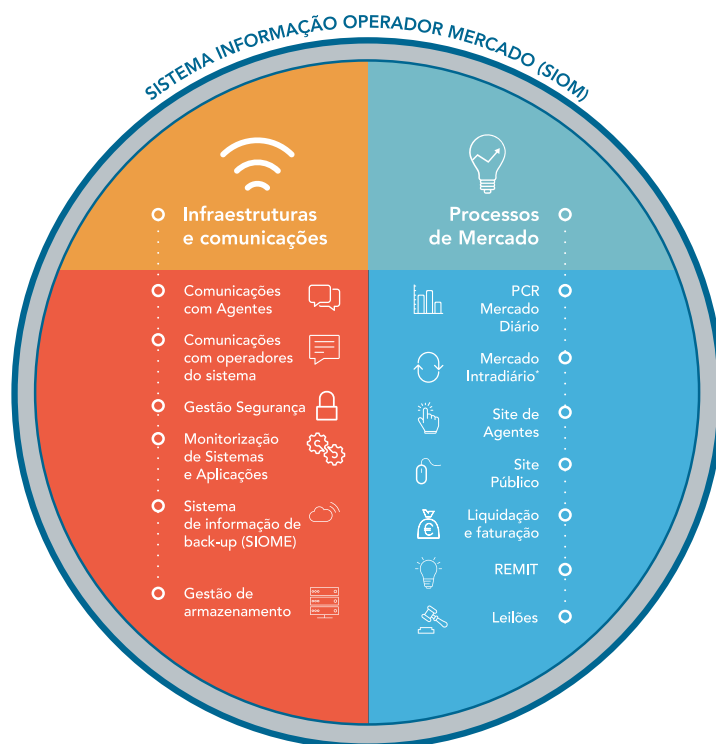 SISTEMA INFORMAÇÃO OPERADOR MERCADO (SIOM)
Infraestruturas
e comunicações
Comunicações
com Agentes
Comunicações
com operadores
do sistema
Gestão Segurança
Monitorização
de Sistemas
e Aplicações
Sistema
de informação de
back-up (SIOME)
Gestão de
armazenamento
Processos
de Mercado
PCR
Mercado
Diário
Mercado
Intradiário*
Site de
Agentes
Site
Público
Liquidação
e faturação
REMIT
Leilões